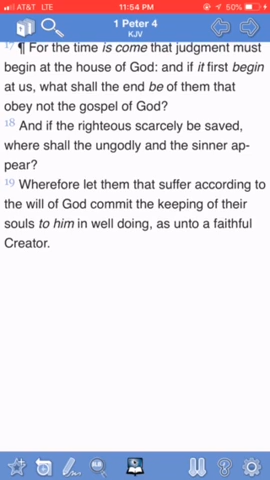 AT&T LTE 11:54 PM 50%
1 Peter 4
KJV
17 ¶ For the time is come that judgment must
begin at the house of God: and if it first begin
at us, what shall the end be of them that
obey not the gospel of God?
18 And if the righteous scarcely be saved,
where shall the ungodly and the sinner ap-
pear?
19 Wherefore let them that suffer according to
the will of God commit the keeping of their
souls to him in well doing, as unto a faithful
Creator.